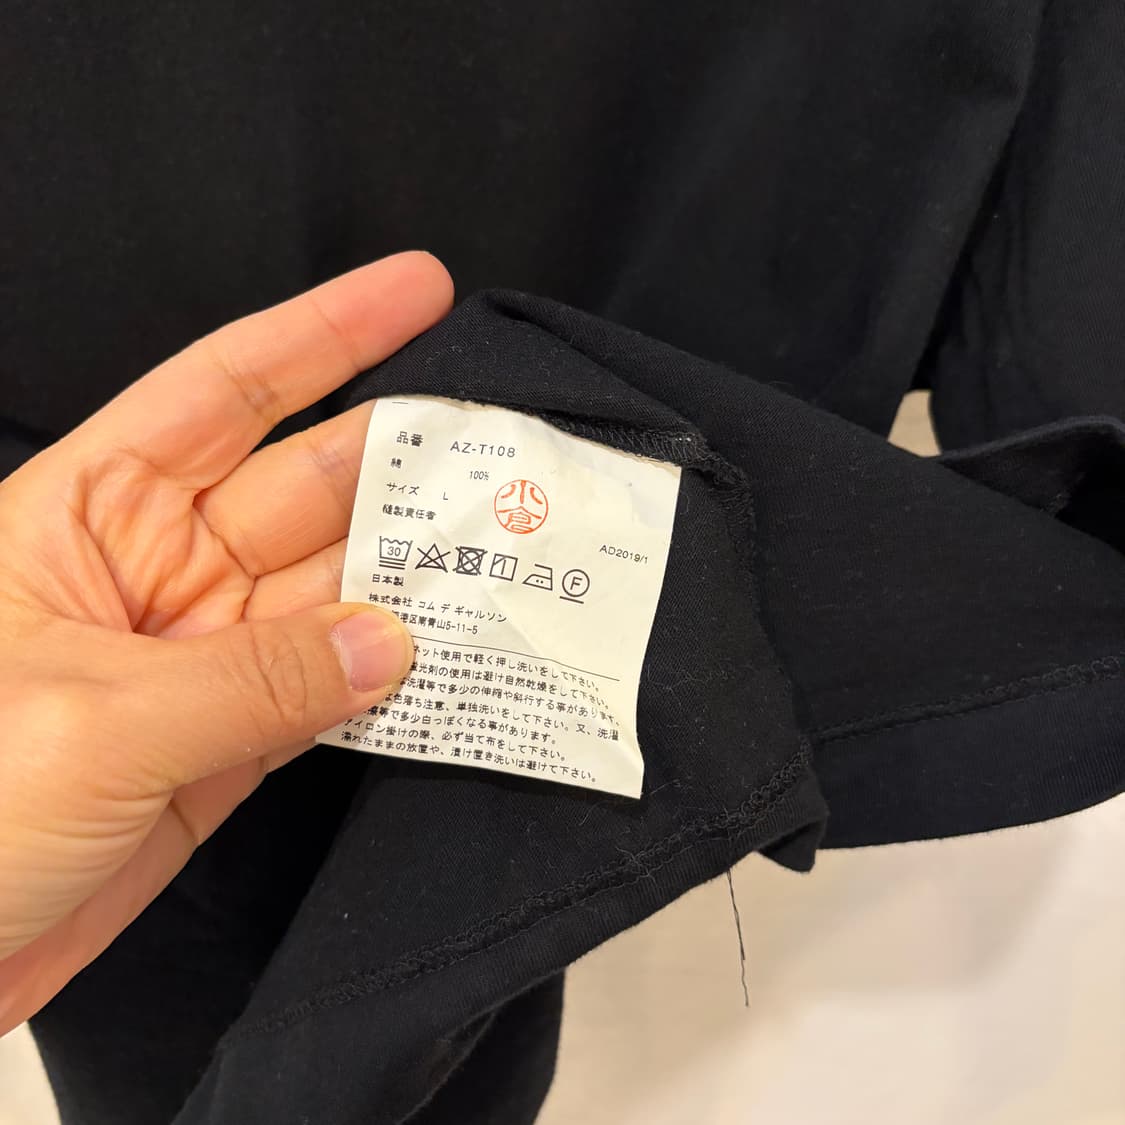 品番 AZ-T108
綿 100%
サイズ L
縫製責任者 小倉
AD2019/1
30 1 F
日本製
株式会社 コム デ ギャルソン
港区南青山5-11-5
ネット使用で軽く押し洗いをして下さい。
蛍光剤の使用は避け自然乾燥をして下さい。
洗濯等で多少の伸縮や斜行する事があります。
色落ち注意、単独洗いをして下さい。又、洗濯
擦等で多少白っぽくなる事があります。
アイロン掛けの際、必ず当て布をして下さい。
濡れたままの放置や、漬け置き洗いは避けて下さい。